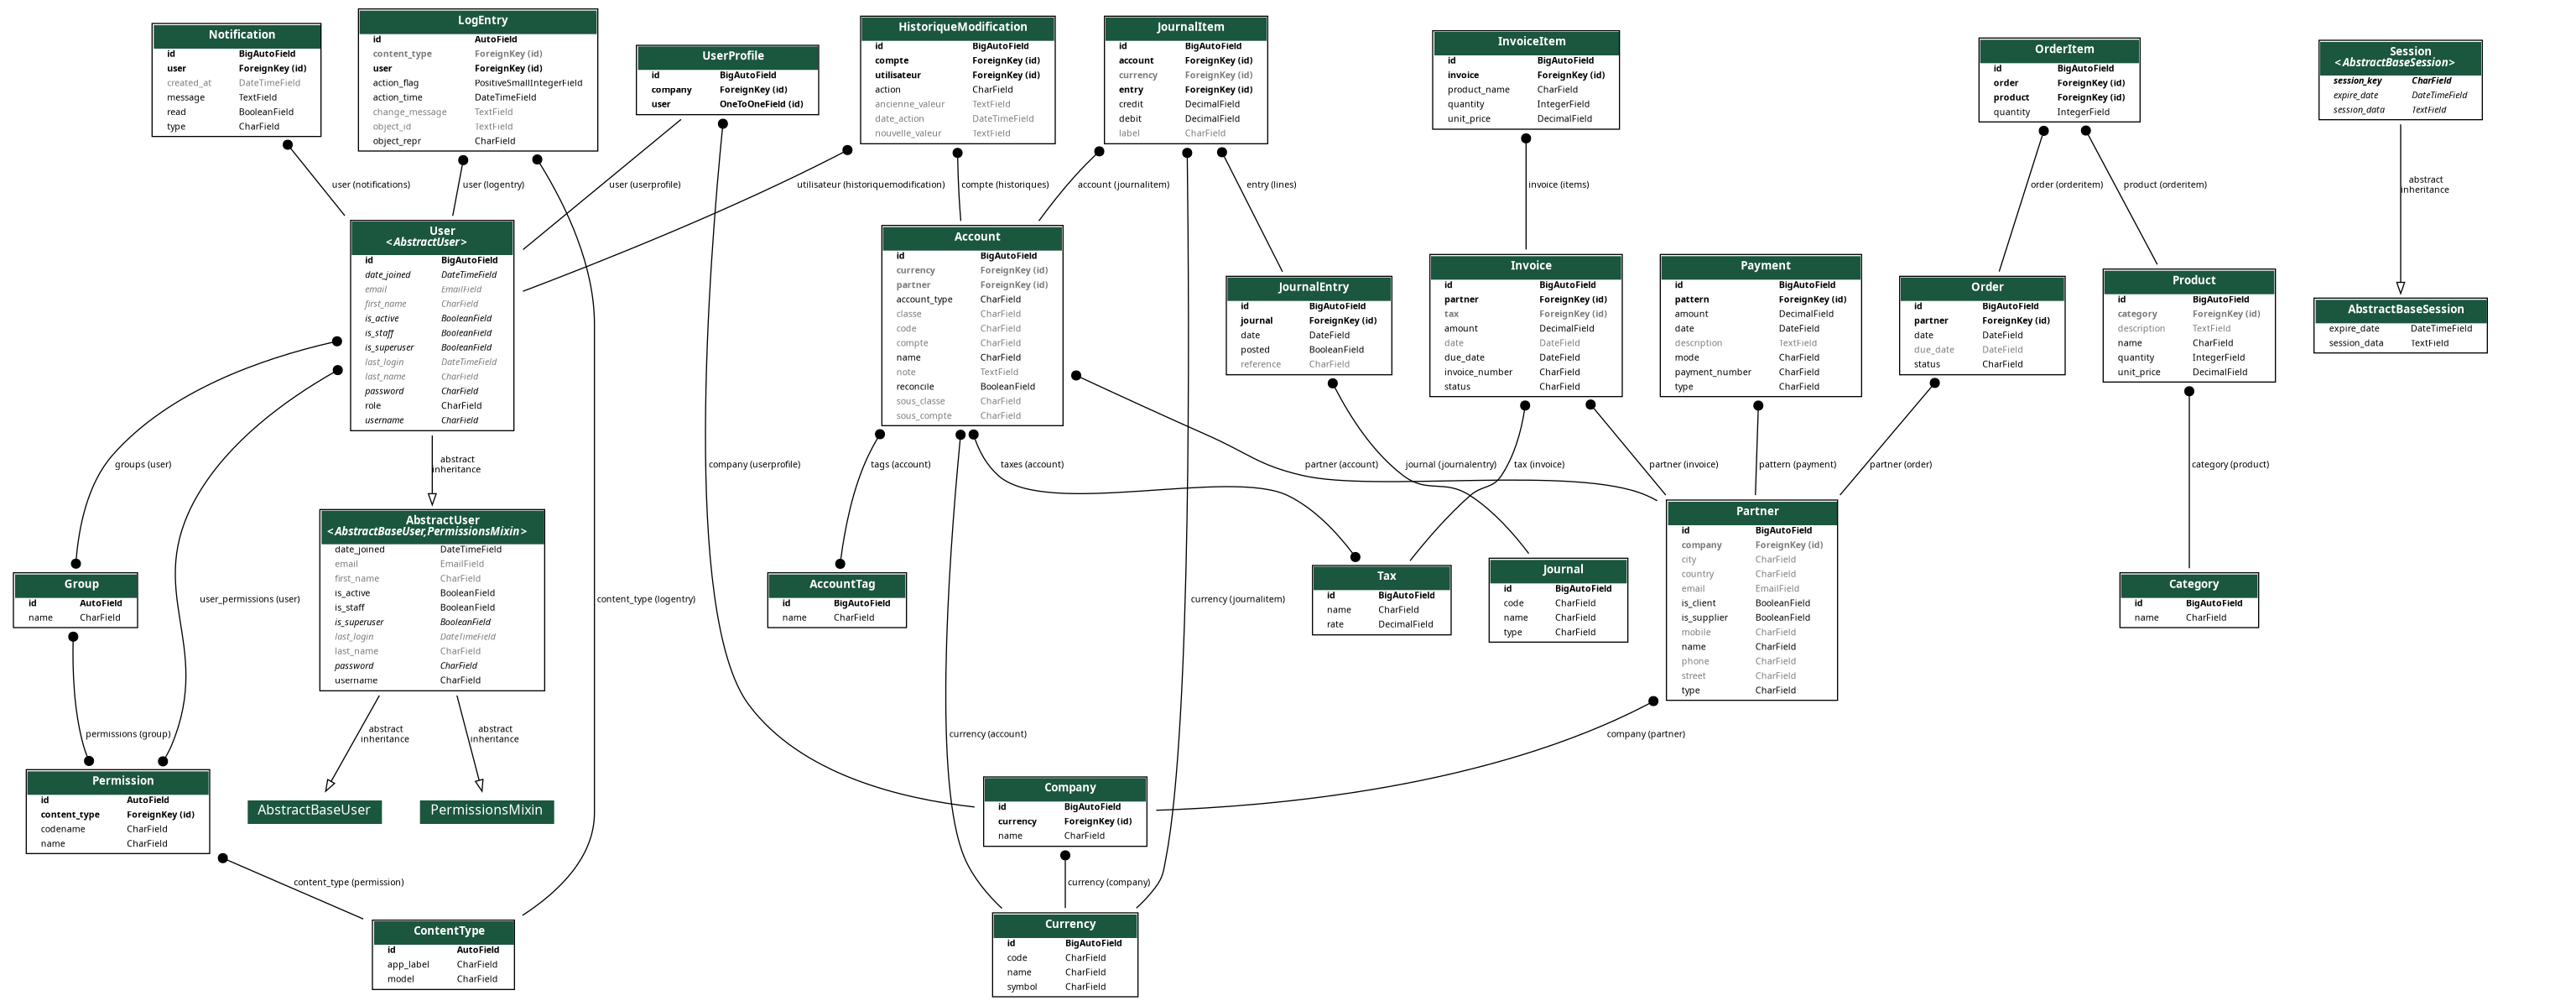 Notification
id BigAutoField
user ForeignKey (id)
created_at DateTimeField
message TextField
read BooleanField
type CharField
LogEntry
id AutoField
content_type ForeignKey (id)
user ForeignKey (id)
action_flag PositiveSmallIntegerField
action_time DateTimeField
change_message TextField
object_id TextField
object_repr CharField
UserProfile
id BigAutoField
company ForeignKey (id)
user OneToOneField (id)
HistoriqueModification
id BigAutoField
compte ForeignKey (id)
utilisateur ForeignKey (id)
action CharField
ancienne_valeur TextField
date_action DateTimeField
nouvelle_valeur TextField
JournalItem
id BigAutoField
account ForeignKey (id)
currency ForeignKey (id)
entry ForeignKey (id)
credit DecimalField
debit DecimalField
label CharField
InvoiceItem
id BigAutoField
invoice ForeignKey (id)
product_name CharField
quantity IntegerField
unit_price DecimalField
OrderItem
id BigAutoField
order ForeignKey (id)
product ForeignKey (id)
quantity IntegerField
Session
<AbstractBaseSession>
session_key CharField
expire_date DateTimeField
session_data TextField
user (notifications)
user (logentry)
user (userprofile)
utilisateur (historiquemodification)
compte (historiques)
account (journalitem)
entry (lines)
invoice (items)
order (orderitem)
product (orderitem)
abstract
inheritance
User
<AbstractUser>
id BigAutoField
date_joined DateTimeField
email EmailField
first_name CharField
is_active BooleanField
is_staff BooleanField
is_superuser BooleanField
last_login DateTimeField
last_name CharField
password CharField
role CharField
username CharField
Account
id BigAutoField
currency ForeignKey (id)
partner ForeignKey (id)
account_type CharField
classe CharField
code CharField
compte CharField
name CharField
note TextField
reconcile BooleanField
sous_classe CharField
sous_compte CharField
JournalEntry
id BigAutoField
journal ForeignKey (id)
date DateField
posted BooleanField
reference CharField
Invoice
id BigAutoField
partner ForeignKey (id)
tax ForeignKey (id)
amount DecimalField
date DateField
due_date DateField
invoice_number CharField
status CharField
Payment
id BigAutoField
pattern ForeignKey (id)
amount DecimalField
date DateField
description TextField
mode CharField
payment_number CharField
type CharField
Order
id BigAutoField
partner ForeignKey (id)
date DateField
due_date DateField
status CharField
Product
id BigAutoField
category ForeignKey (id)
description TextField
name CharField
quantity IntegerField
unit_price DecimalField
AbstractBaseSession
expire_date DateTimeField
session_data TextField
groups (user)
abstract
inheritance
company (userprofile)
tags (account)
taxes (account)
partner (account)
journal (journalentry)
tax (invoice)
partner (invoice)
pattern (payment)
partner (order)
category (product)
AbstractUser
<AbstractBaseUser,PermissionsMixin>
date_joined DateTimeField
email EmailField
first_name CharField
is_active BooleanField
is_staff BooleanField
is_superuser BooleanField
last_login DateTimeField
last_name CharField
password CharField
username CharField
Group
id AutoField
name CharField
user_permissions (user)
content_type (logentry)
AccountTag
id BigAutoField
name CharField
currency (journalitem)
Tax
id BigAutoField
name CharField
rate DecimalField
Journal
id BigAutoField
code CharField
name CharField
type CharField
Partner
id BigAutoField
company ForeignKey (id)
city CharField
country CharField
email EmailField
is_client BooleanField
is_supplier BooleanField
mobile CharField
name CharField
phone CharField
street CharField
type CharField
Category
id BigAutoField
name CharField
permissions (group)
abstract
inheritance
abstract
inheritance
currency (account)
company (partner)
Permission
id AutoField
content_type ForeignKey (id)
codename CharField
name CharField
AbstractBaseUser
PermissionsMixin
Company
id BigAutoField
currency ForeignKey (id)
name CharField
content_type (permission)
currency (company)
ContentType
id AutoField
app_label CharField
model CharField
Currency
id BigAutoField
code CharField
name CharField
symbol CharField